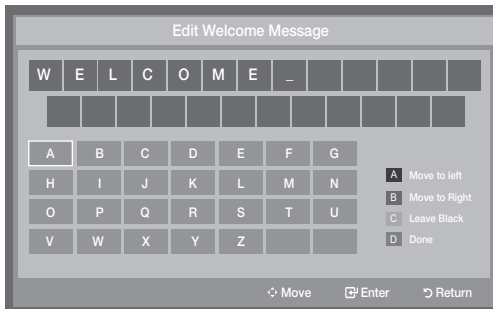 Edit Welcome Message
W E L C O M E _
A B C D E F G
H I J K L M N
O P Q R S T U
V W X Y Z
A Move to left
B Move to Right
C Leave Black
D Done
Move Enter Return